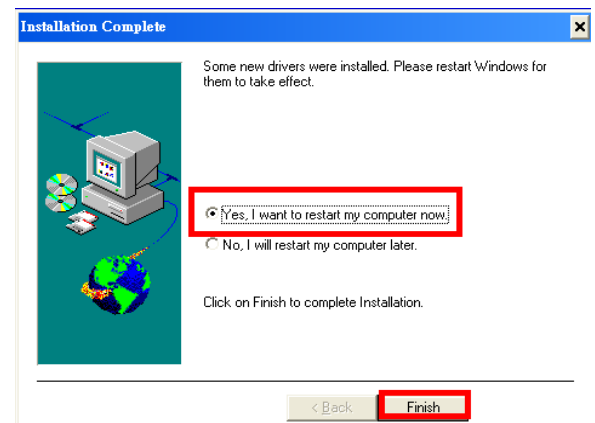 Installation Complete
Some new drivers were installed. Please restart Windows for
them to take effect.
Yes, I want to restart my computer now.
No, I will restart my computer later.
Click on Finish to complete Installation.
< Back
Finish